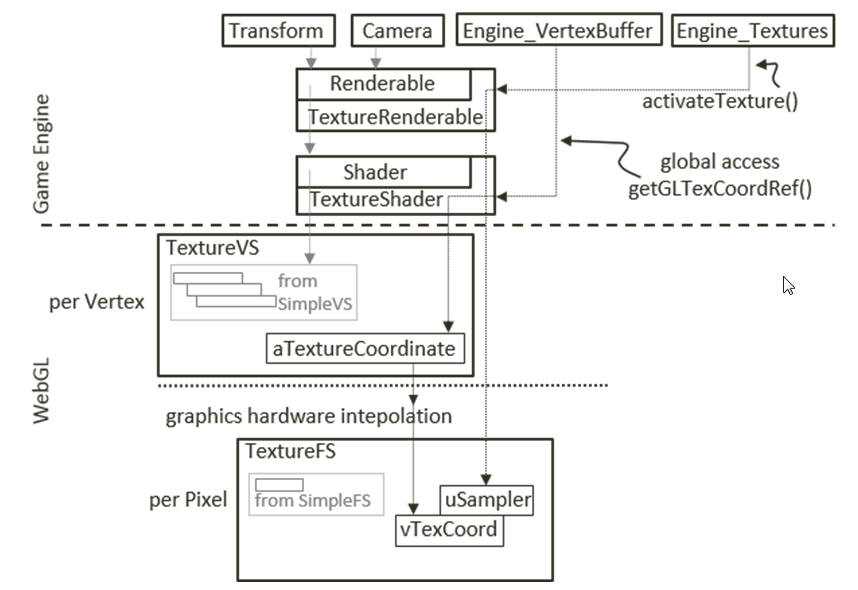 Transform
Camera
Engine_VertexBuffer
Engine_Textures
Renderable
TextureRenderable
activateTexture()
Game Engine
Shader
TextureShader
global access
getGLTexCoordRef()
TextureVS
from
SimpleVS
per Vertex
aTextureCoordinate
WebGL
graphics hardware intepolation
TextureFS
from SimpleFS
per Pixel
uSampler
vTexCoord